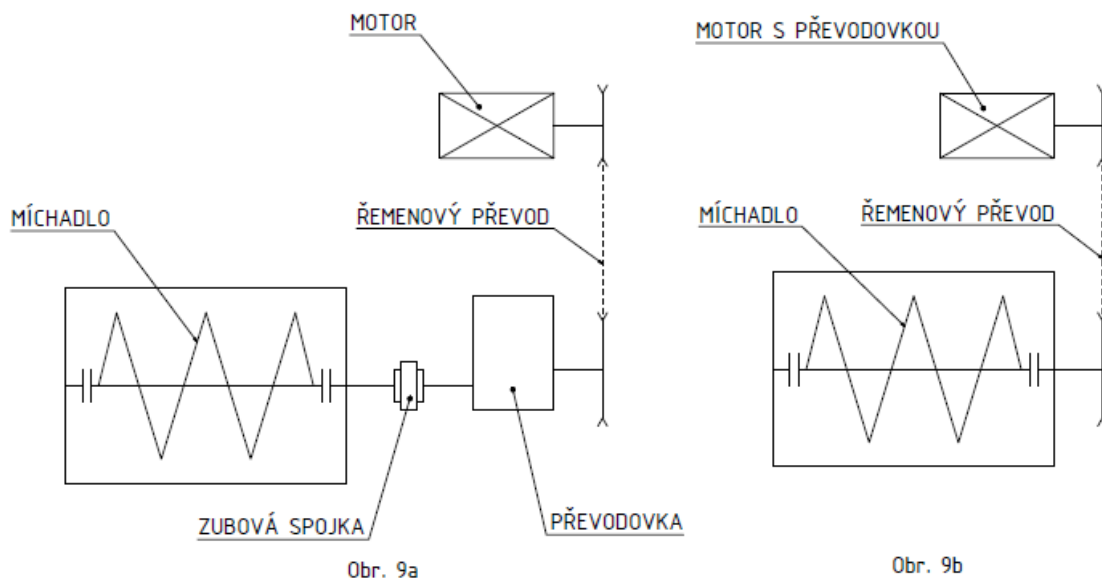 MOTOR
MÍCHADLO
ŘEMENOVÝ PŘEVOD
ZUBOVÁ SPOJKA
PŘEVODOVKA
Obr. 9a
MOTOR S PŘEVODOVKOU
MÍCHADLO
ŘEMENOVÝ PŘEVOD
Obr. 9b